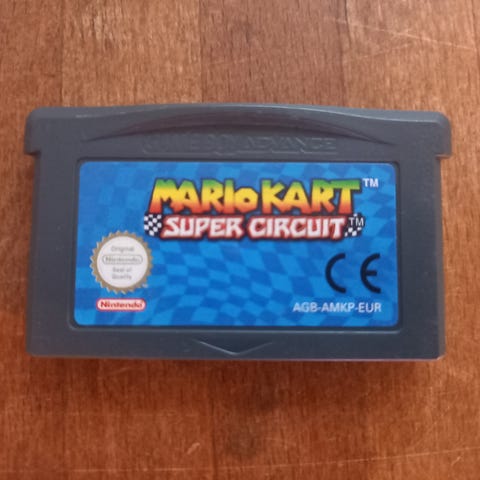 GAME BOY ADVANCE
MARIO KART™
SUPER CIRCUIT™
Original
Nintendo
Seal of
Quality
Nintendo
CE
AGB-AMKP-EUR